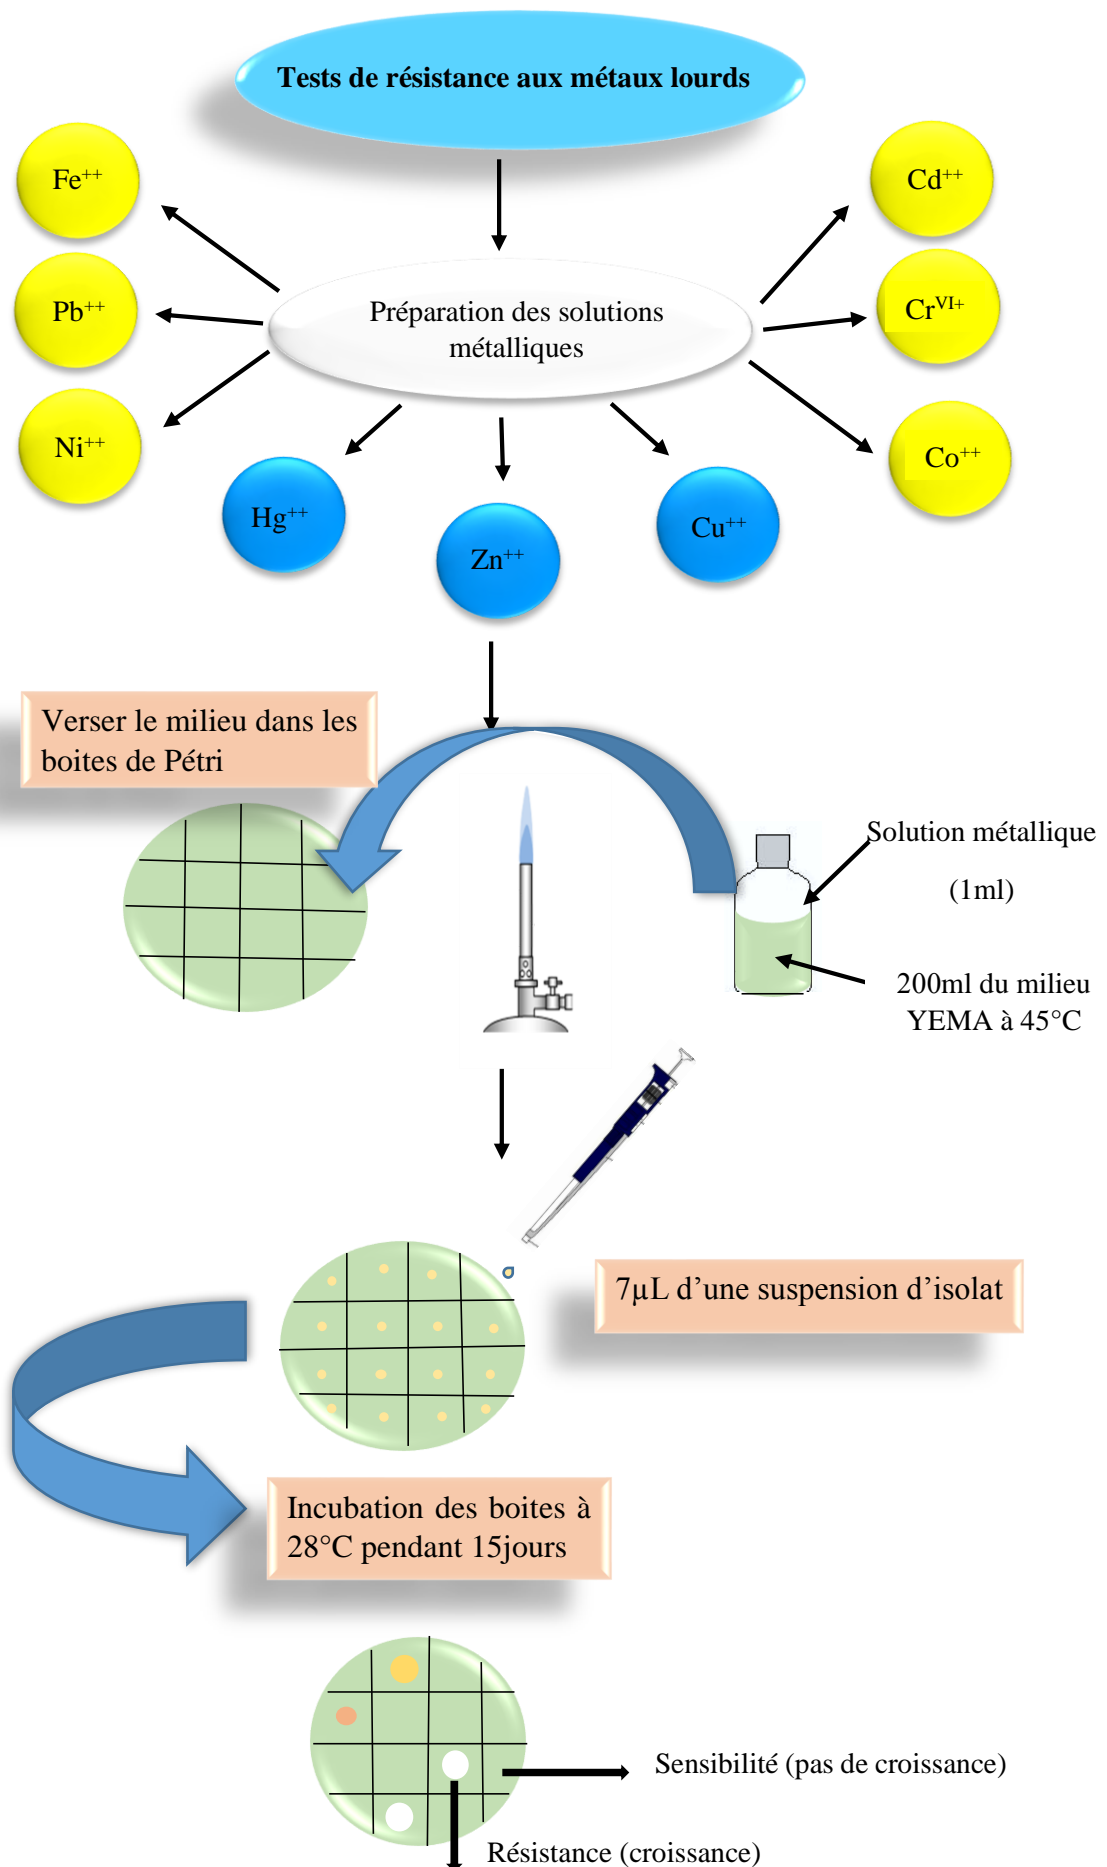 Tests de résistance aux métaux lourds
Fe⁺⁺
Cd⁺⁺
Pb⁺⁺
Préparation des solutions
métalliques
Cr^VI+
Ni⁺⁺
Co⁺⁺
Hg⁺⁺
Zn⁺⁺
Cu⁺⁺
Verser le milieu dans les
boites de Pétri
Solution métallique
(1ml)
200ml du milieu
YEMA à 45°C
7µL d’une suspension d’isolat
Incubation des boites à
28°C pendant 15jours
Sensibilité (pas de croissance)
Résistance (croissance)